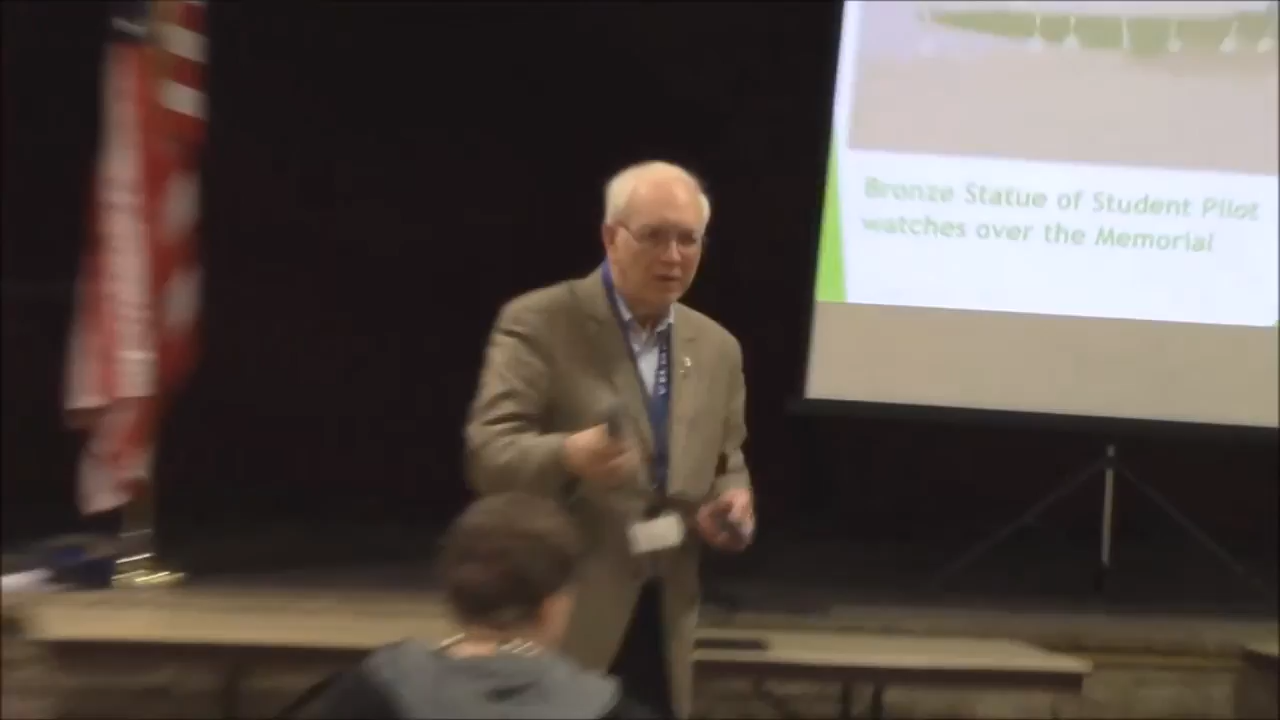 Bronze Statue of Student Pilot
watches over the Memorial